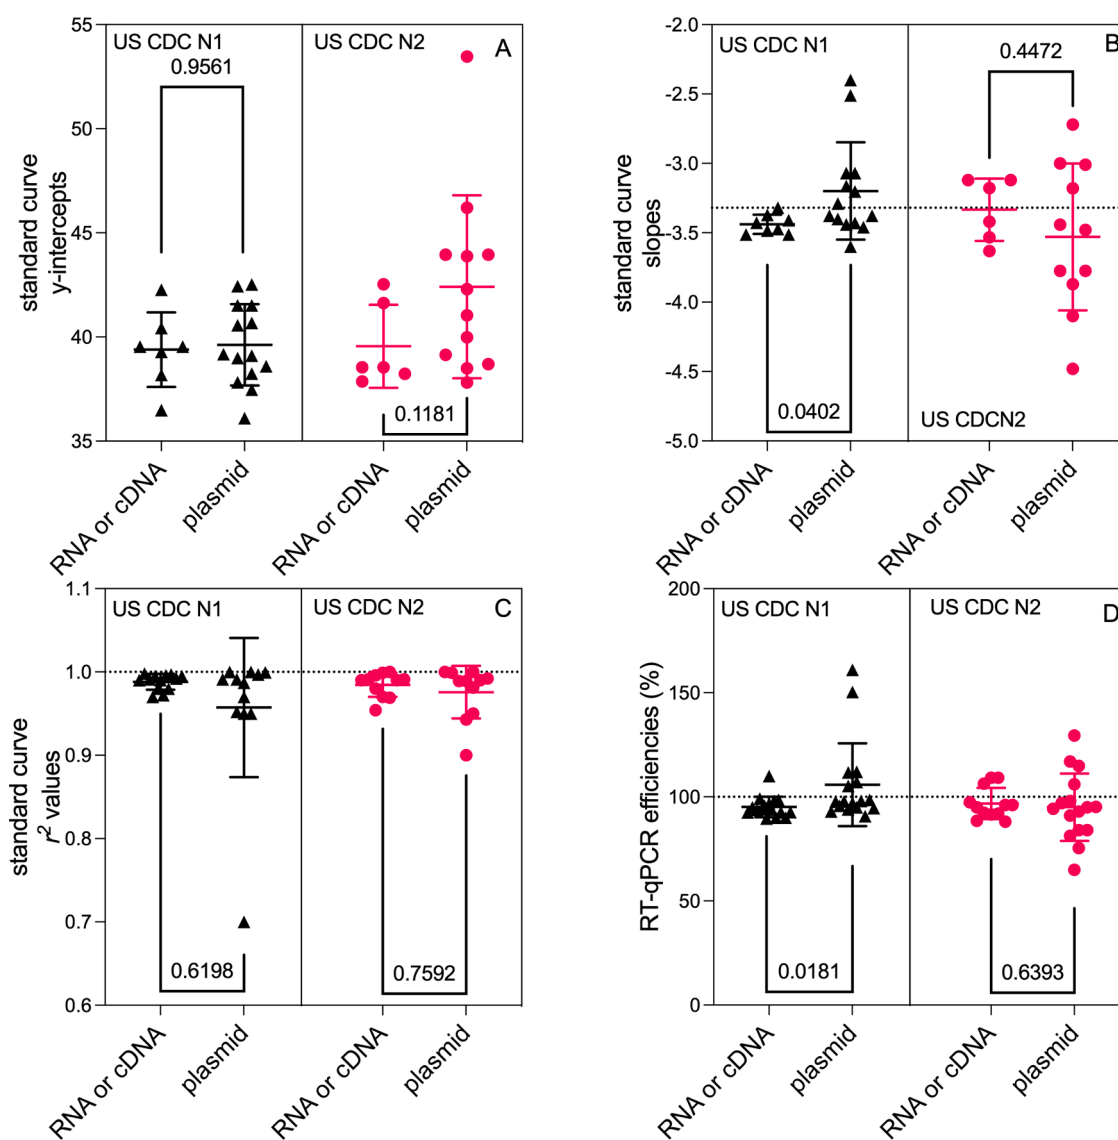 US CDC N1
US CDC N2
A
0.9561
0.1181
55
50
45
40
35
standard curve
y-intercepts
RNA or cDNA
plasmid
RNA or cDNA
plasmid
US CDC N1
B
0.4472
0.0402
US CDCN2
-2.0
-2.5
-3.0
-3.5
-4.0
-4.5
-5.0
standard curve
slopes
RNA or cDNA
plasmid
RNA or cDNA
plasmid
US CDC N1
US CDC N2
C
0.6198
0.7592
1.1
1.0
0.9
0.8
0.7
0.6
standard curve
r² values
RNA or cDNA
plasmid
RNA or cDNA
plasmid
US CDC N1
US CDC N2
D
0.0181
0.6393
200
150
100
50
0
RT-qPCR efficiencies (%)
RNA or cDNA
plasmid
RNA or cDNA
plasmid